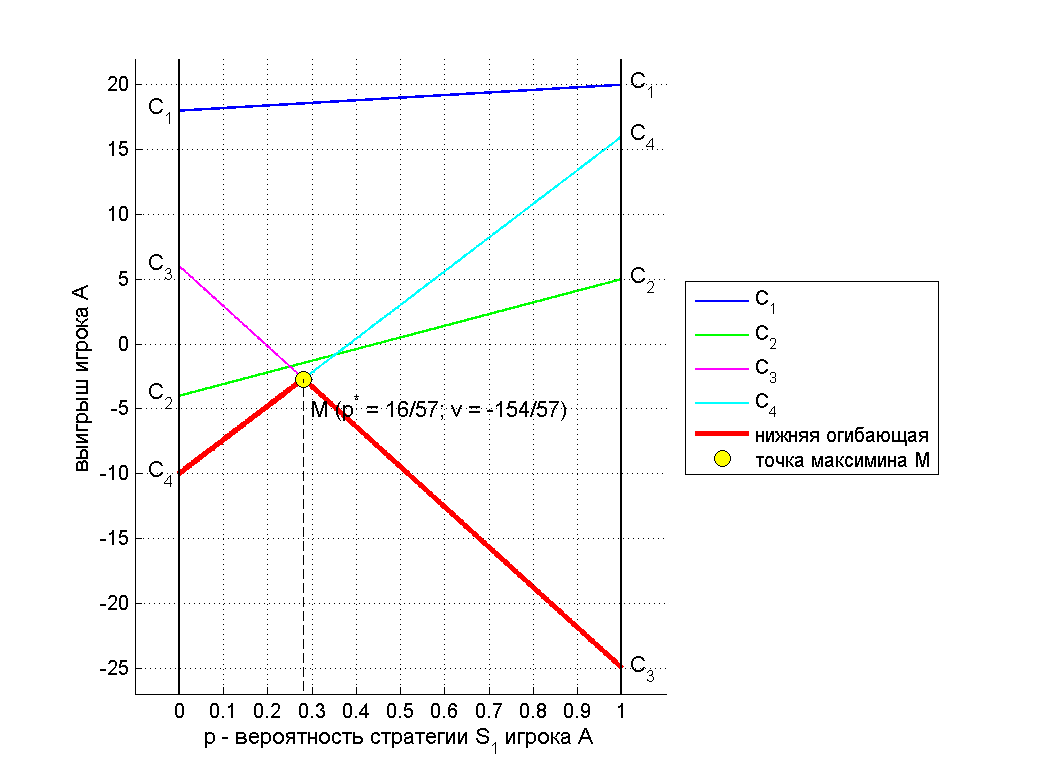 20
15
10
5
0
-5
-10
-15
-20
-25
выигрыш игрока A
C1
C3
C2
C4
C1
C4
C2
C3
M (p* = 16/57; v = -154/57)
0 0.1 0.2 0.3 0.4 0.5 0.6 0.7 0.8 0.9 1
p - вероятность стратегии S1 игрока A
C1
C2
C3
C4
нижняя огибающая
точка максимина M